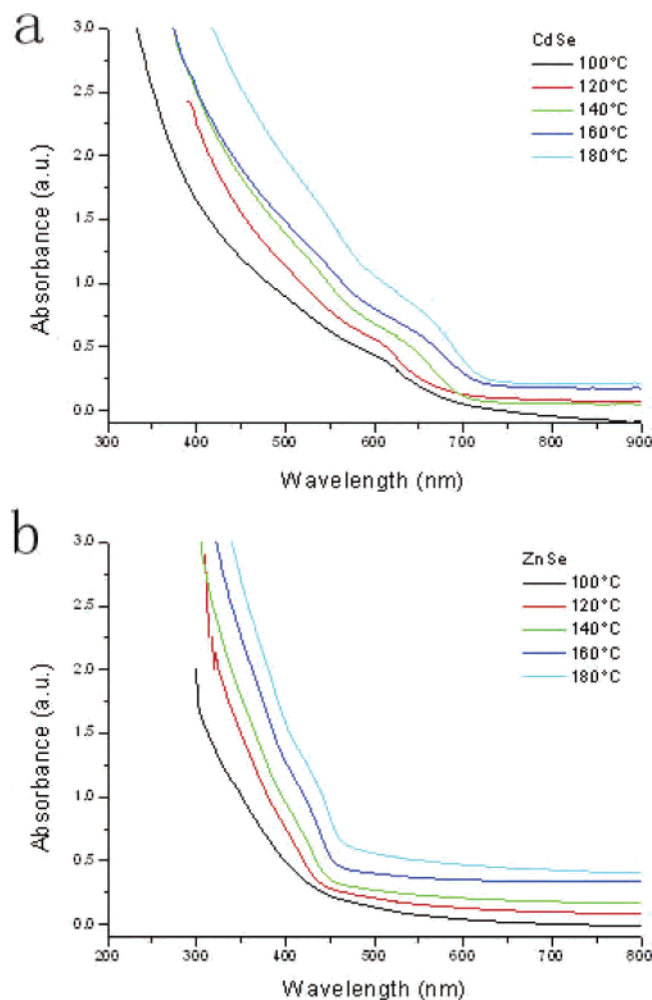 a
CdSe
100°C
120°C
140°C
160°C
180°C
Absorbance (a.u.)
3.0
2.5
2.0
1.5
1.0
0.5
0.0
300 400 500 600 700 800 900
Wavelength (nm)
b
ZnSe
100°C
120°C
140°C
160°C
180°C
Absorbance (a.u.)
3.0
2.5
2.0
1.5
1.0
0.5
0.0
200 300 400 500 600 700 800
Wavelength (nm)